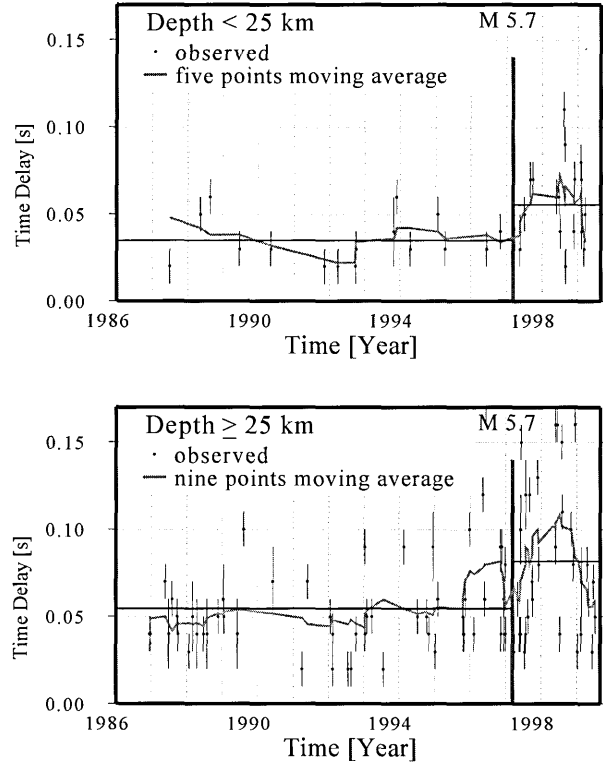 Depth < 25 km M 5.7
observed
five points moving average
0.15
0.10
0.05
0.00
Time Delay [s]
1986 1990 1994 1998
Time [Year]
Depth ≥ 25 km M 5.7
observed
nine points moving average
0.15
0.10
0.05
0.00
Time Delay [s]
1986 1990 1994 1998
Time [Year]